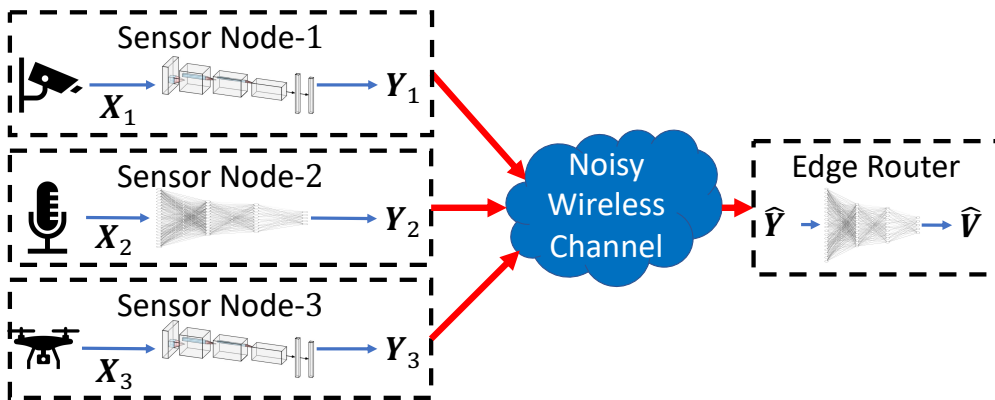 Sensor Node-1
X₁
Y₁
Sensor Node-2
X₂
Y₂
Sensor Node-3
X₃
Y₃
Noisy
Wireless
Channel
Edge Router
Ŷ
V̂